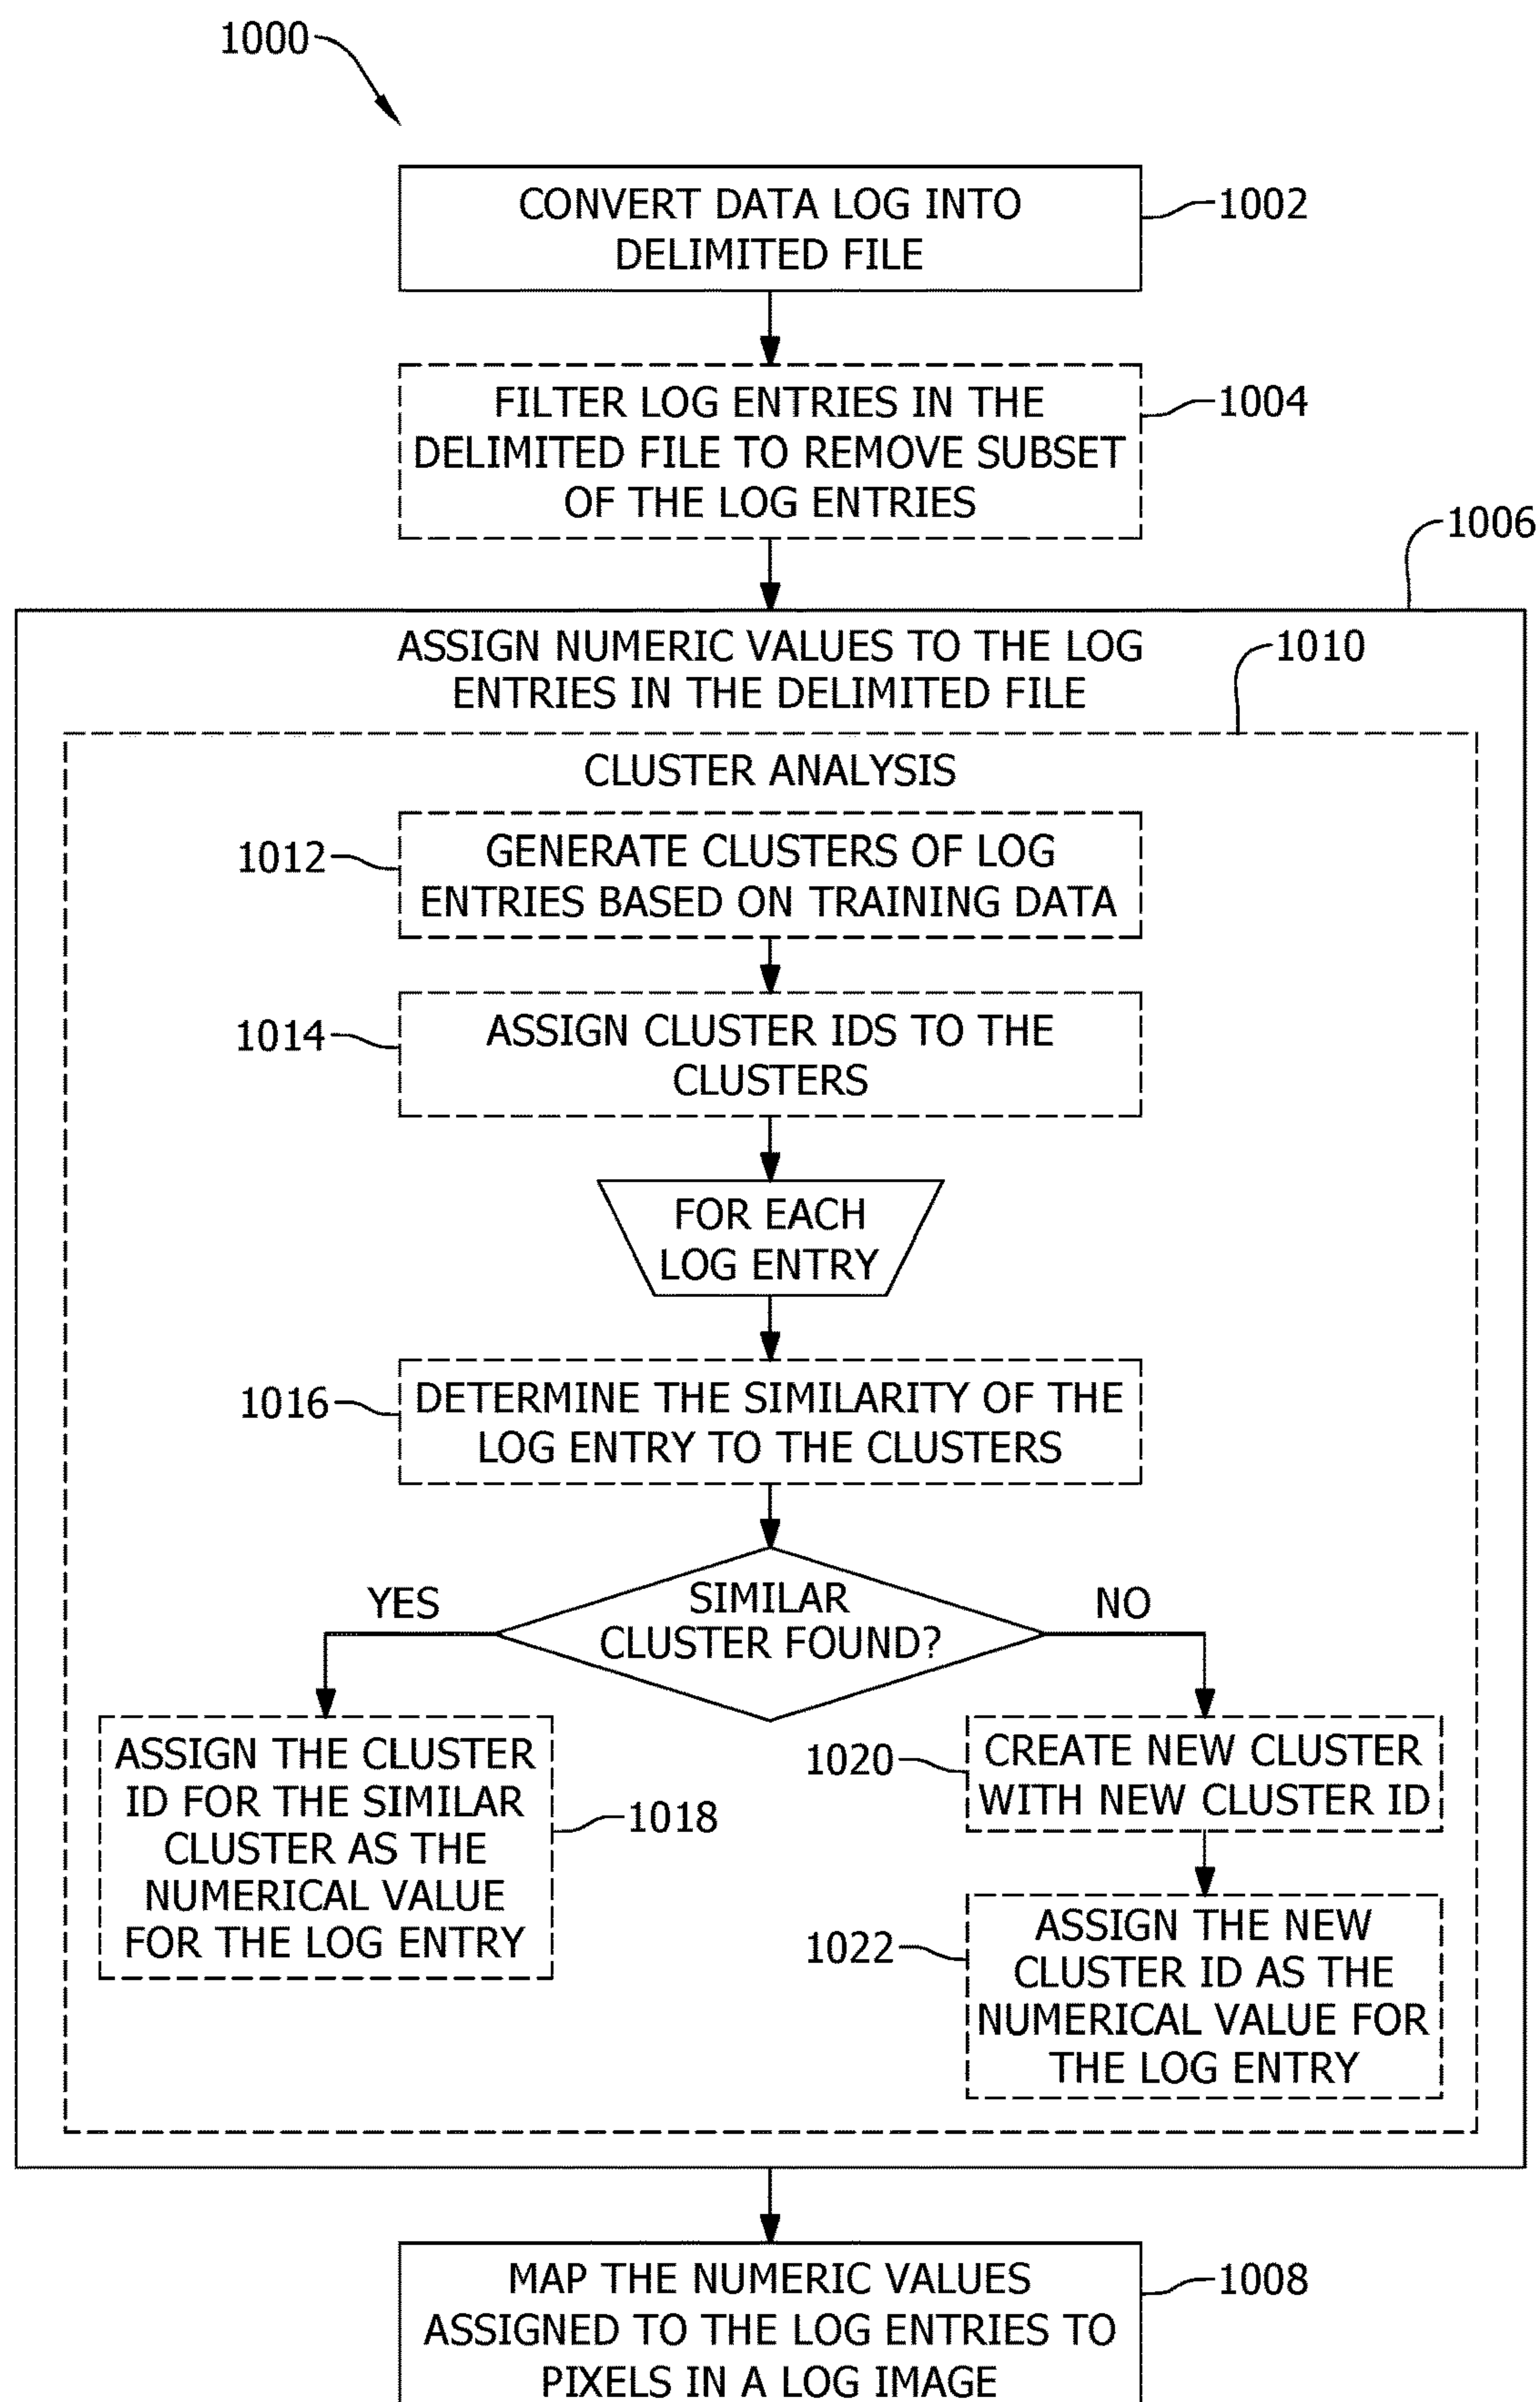 1000
CONVERT DATA LOG INTO
DELIMITED FILE
1002
FILTER LOG ENTRIES IN THE
DELIMITED FILE TO REMOVE SUBSET
OF THE LOG ENTRIES
1004
1006
ASSIGN NUMERIC VALUES TO THE LOG
ENTRIES IN THE DELIMITED FILE
1010
CLUSTER ANALYSIS
1012
GENERATE CLUSTERS OF LOG
ENTRIES BASED ON TRAINING DATA
1014
ASSIGN CLUSTER IDS TO THE
CLUSTERS
FOR EACH
LOG ENTRY
1016
DETERMINE THE SIMILARITY OF THE
LOG ENTRY TO THE CLUSTERS
SIMILAR
CLUSTER FOUND?
YES
NO
ASSIGN THE CLUSTER
ID FOR THE SIMILAR
CLUSTER AS THE
NUMERICAL VALUE
FOR THE LOG ENTRY
1018
1020
CREATE NEW CLUSTER
WITH NEW CLUSTER ID
1022
ASSIGN THE NEW
CLUSTER ID AS THE
NUMERICAL VALUE FOR
THE LOG ENTRY
MAP THE NUMERIC VALUES
ASSIGNED TO THE LOG ENTRIES TO
PIXELS IN A LOG IMAGE
1008